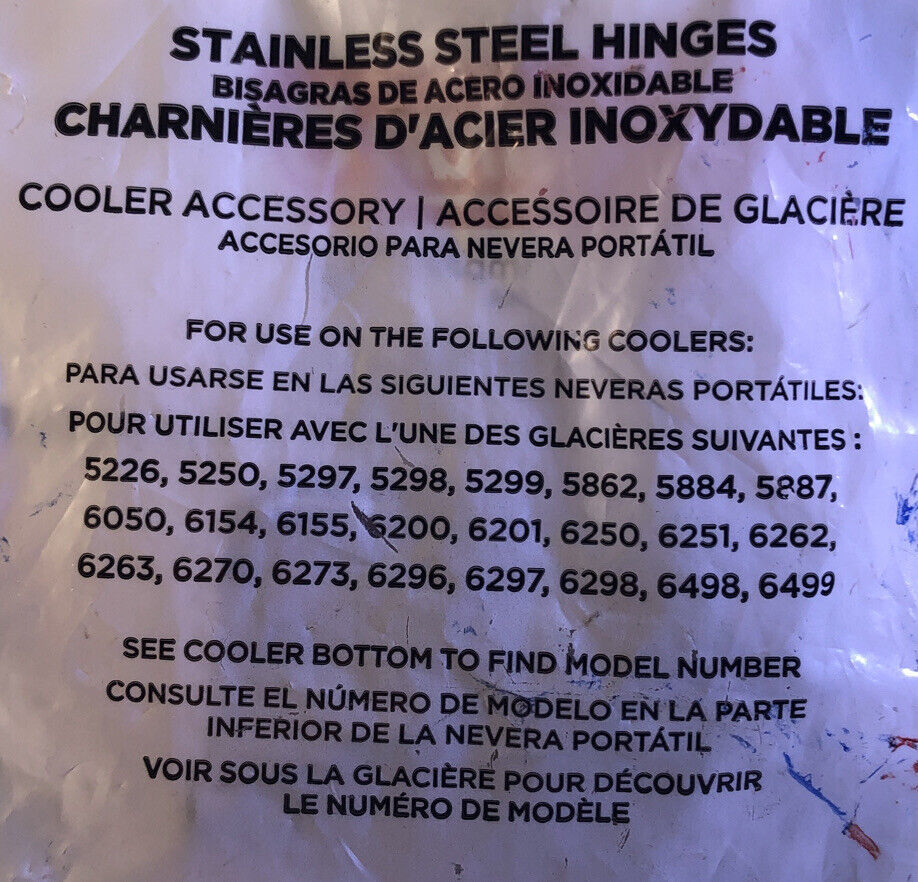 STAINLESS STEEL HINGES
BISAGRAS DE ACERO INOXIDABLE
CHARNIÈRES D'ACIER INOXYDABLE
COOLER ACCESSORY | ACCESSOIRE DE GLACIÈRE
ACCESORIO PARA NEVERA PORTÁTIL
FOR USE ON THE FOLLOWING COOLERS:
PARA USARSE EN LAS SIGUIENTES NEVERAS PORTÁTILES:
POUR UTILISER AVEC L'UNE DES GLACIÈRES SUIVANTES :
5226, 5250, 5297, 5298, 5299, 5862, 5884, 5887,
6050, 6154, 6155, 6200, 6201, 6250, 6251, 6262,
6263, 6270, 6273, 6296, 6297, 6298, 6498, 6499
SEE COOLER BOTTOM TO FIND MODEL NUMBER
CONSULTE EL NÚMERO DE MODELO EN LA PARTE
INFERIOR DE LA NEVERA PORTÁTIL
VOIR SOUS LA GLACIÈRE POUR DÉCOUVRIR
LE NUMÉRO DE MODÈLE